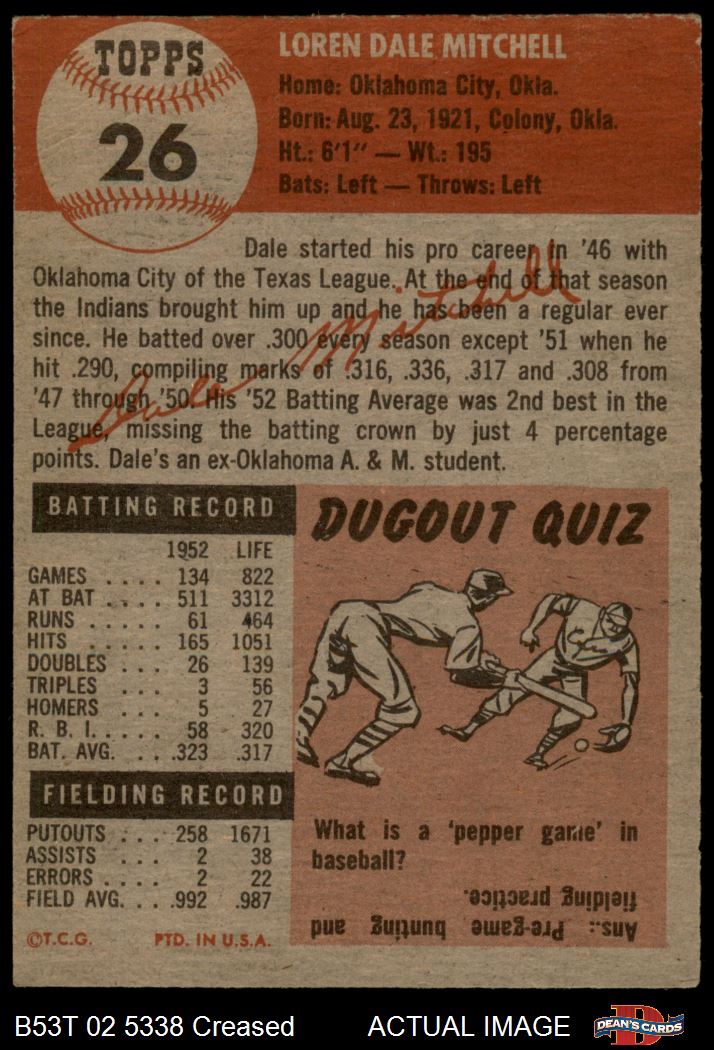 TOPPS
26
LOREN DALE MITCHELL
Home: Oklahoma City, Okla.
Born: Aug. 23, 1921, Colony, Okla.
Ht.: 6'1" — Wt.: 195
Bats: Left — Throws: Left
Dale started his pro career in '46 with
Oklahoma City of the Texas League. At the end of that season
the Indians brought him up and he has been a regular ever
since. He batted over .300 every season except '51 when he
hit .290, compiling marks of .316, .336, .317 and .308 from
'47 through '50. His '52 Batting Average was 2nd best in the
League, missing the batting crown by just 4 percentage
points. Dale's an ex-Oklahoma A. & M. student.
Dale Mitchell
BATTING RECORD
1952 LIFE
GAMES .... 134 822
AT BAT .... 511 3312
RUNS ..... 61 464
HITS ..... 165 1051
DOUBLES ... 26 139
TRIPLES ... 3 56
HOMERS ... 5 27
R. B. I. .... 58 320
BAT. AVG. ... .323 .317
FIELDING RECORD
PUTOUTS ... 258 1671
ASSISTS ... 2 38
ERRORS .... 2 22
FIELD AVG. ... .992 .987
©T.C.G. PTD. IN U.S.A.
DUGOUT QUIZ
What is a 'pepper game' in
baseball?
Ans.: Pre-game bunting and
fielding practice.
B53T 02 5338 Creased ACTUAL IMAGE
DEAN'S CARDS